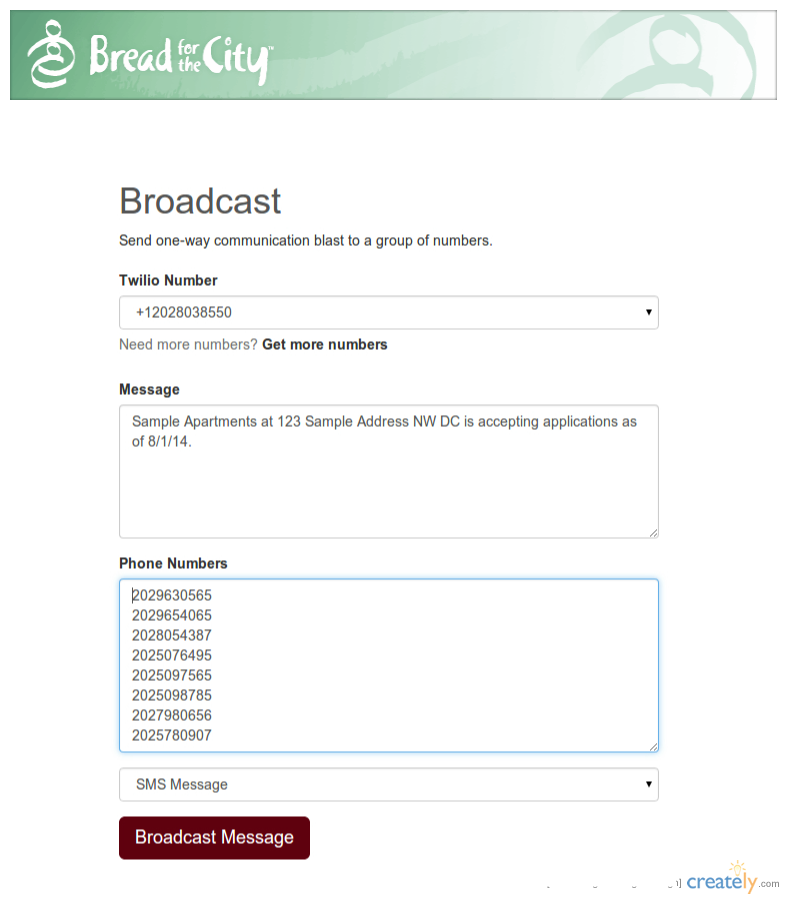 Bread for the City™
Broadcast
Send one-way communication blast to a group of numbers.
Twilio Number
+12028038550
Need more numbers? Get more numbers
Message
Sample Apartments at 123 Sample Address NW DC is accepting applications as
of 8/1/14.
Phone Numbers
2029630565
2029654065
2028054387
2025076495
2025097565
2025098785
2027980656
2025780907
SMS Message
Broadcast Message
creately.com